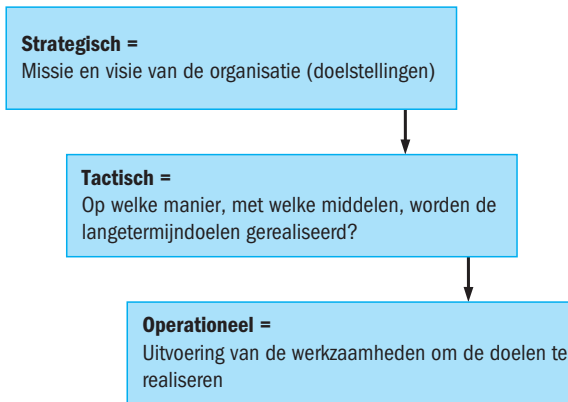 Strategisch =
Missie en visie van de organisatie (doelstellingen)
Tactisch =
Op welke manier, met welke middelen, worden de
langetermijndoelen gerealiseerd?
Operationeel =
Uitvoering van de werkzaamheden om de doelen te
realiseren